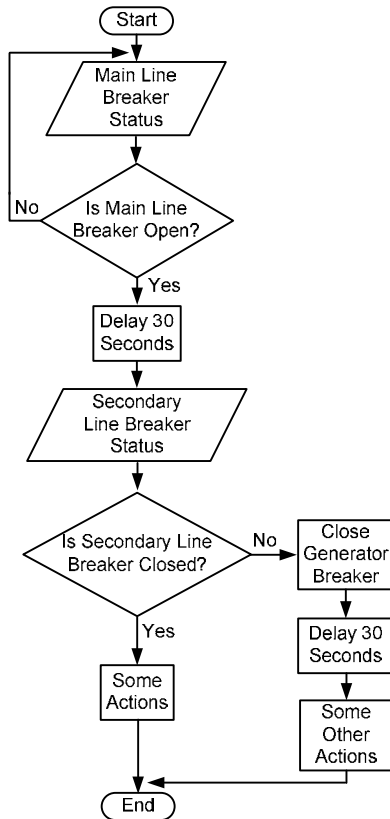 Start
Main Line
Breaker
Status
Is Main Line
Breaker Open?
No
Yes
Delay 30
Seconds
Secondary
Line Breaker
Status
Is Secondary Line
Breaker Closed?
No
Close
Generator
Breaker
Yes
Delay 30
Seconds
Some
Actions
Some
Other
Actions
End